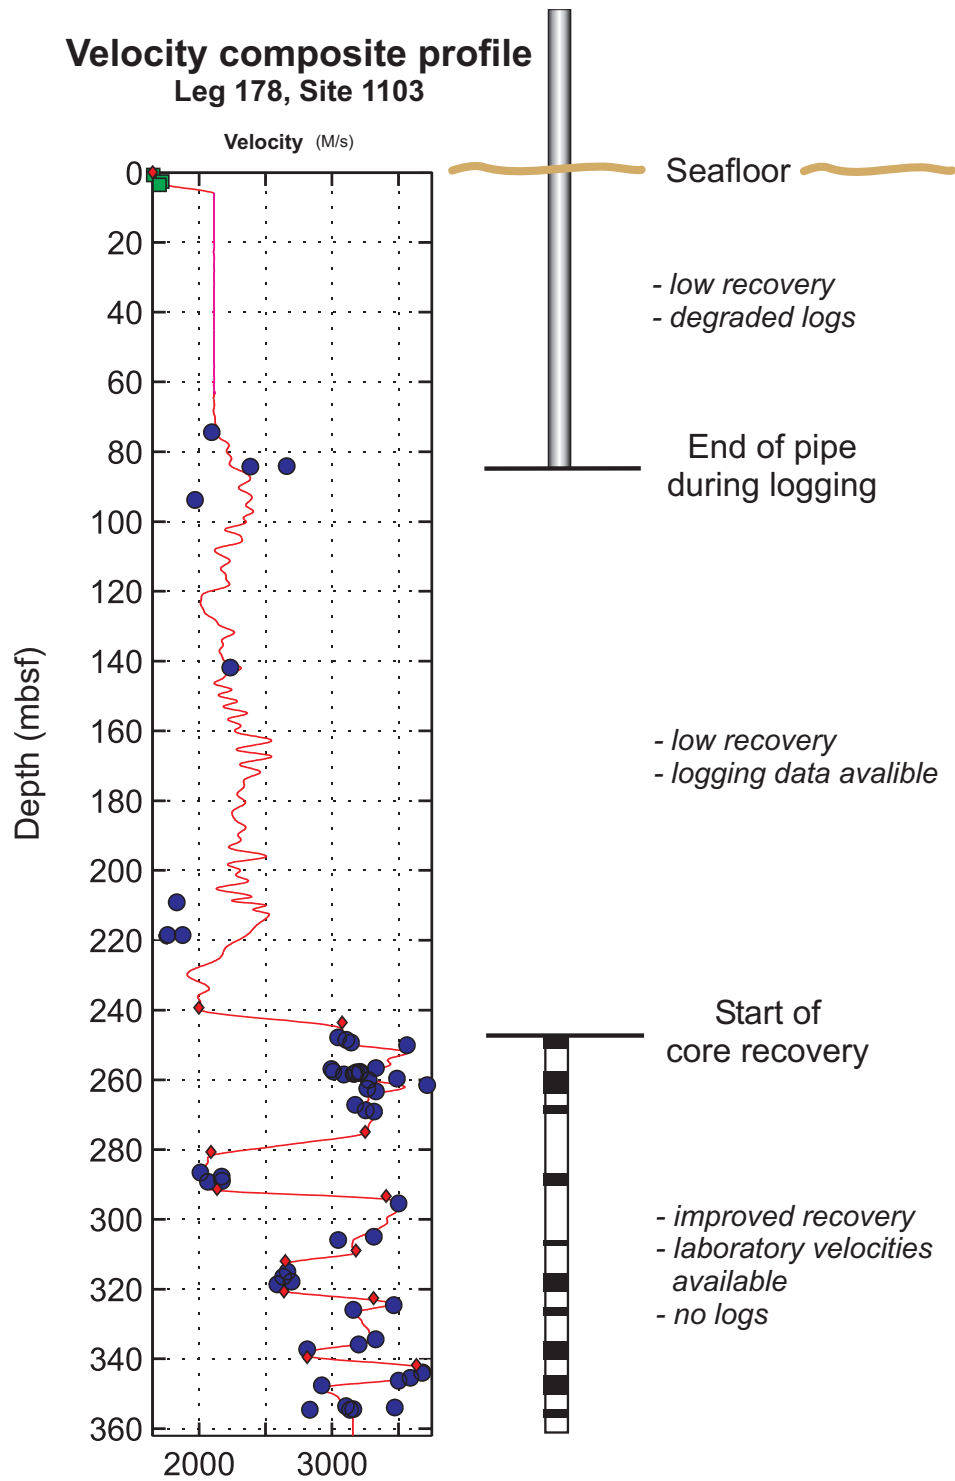 Velocity composite profile
Leg 178, Site 1103
Velocity (M/s)
Seafloor
- low recovery
- degraded logs
End of pipe
during logging
- low recovery
- logging data avalible
Start of
core recovery
- improved recovery
- laboratory velocities
available
- no logs
Depth (mbsf)
0
20
40
60
80
100
120
140
160
180
200
220
240
260
280
300
320
340
360
2000 3000